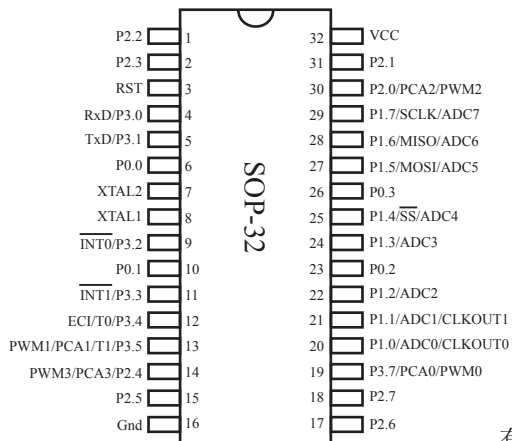 P2.2 1 32 VCC
P2.3 2 31 P2.1
RST 3 30 P2.0/PCA2/PWM2
RxD/P3.0 4 29 P1.7/SCLK/ADC7
TxD/P3.1 5 28 P1.6/MISO/ADC6
P0.0 6 27 P1.5/MOSI/ADC5
XTAL2 7 26 P0.3
XTAL1 8 25 P1.4/SS/ADC4
INT0/P3.2 9 24 P1.3/ADC3
P0.1 10 23 P0.2
INT1/P3.3 11 22 P1.2/ADC2
ECI/T0/P3.4 12 21 P1.1/ADC1/CLKOUT1
PWM1/PCA1/T1/P3.5 13 20 P1.0/ADC0/CLKOUT0
PWM3/PCA3/P2.4 14 19 P3.7/PCA0/PWM0
P2.5 15 18 P2.7
Gnd 16 17 P2.6
SOP-32